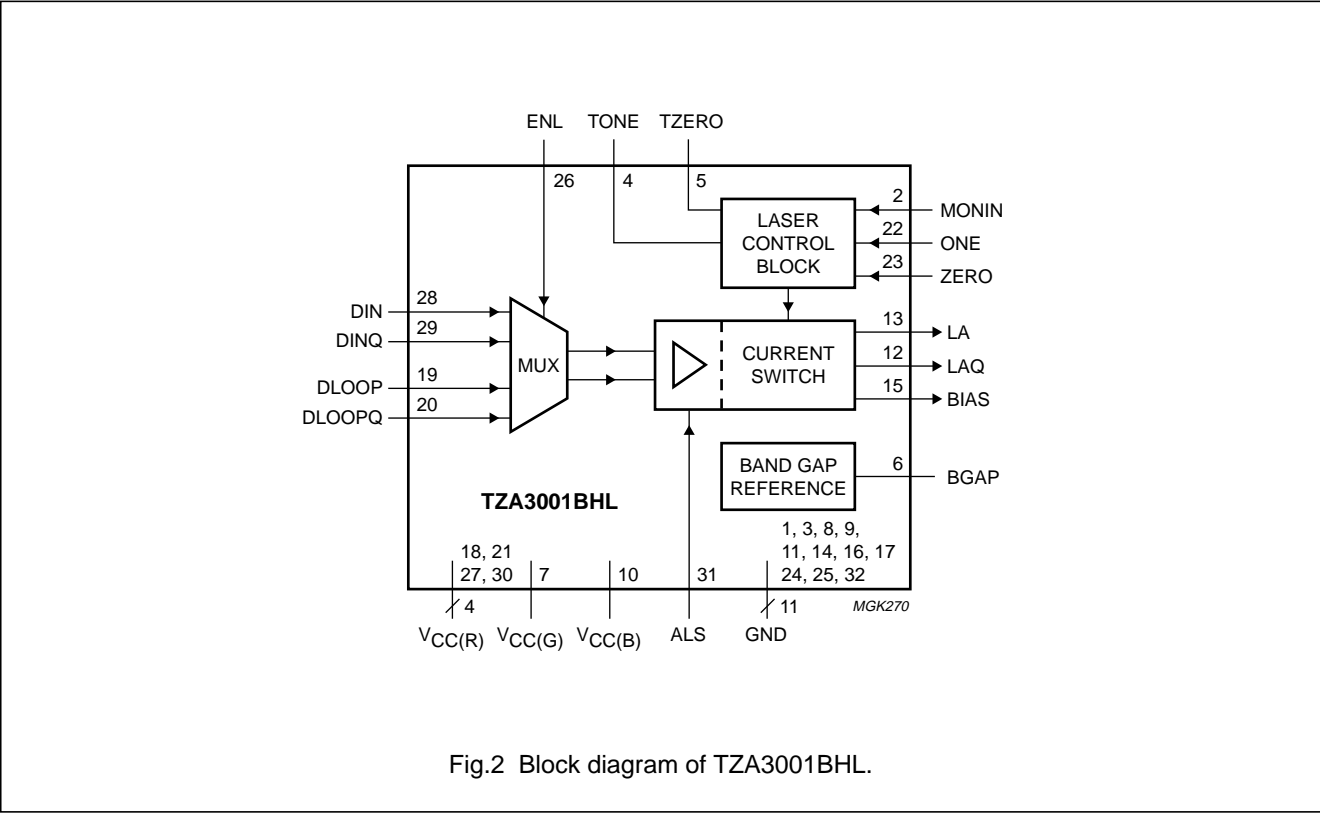 ENL TONE TZERO
26 4 5
2 MONIN
LASER
CONTROL
BLOCK
22 ONE
23 ZERO
DIN 28
DINQ 29
DLOOP 19
DLOOPQ 20
MUX
CURRENT
SWITCH
13 LA
12 LAQ
15 BIAS
BAND GAP
REFERENCE
6 BGAP
TZA3001BHL
1, 3, 8, 9,
11, 14, 16, 17
24, 25, 32
18, 21
27, 30 7 10 31
4 11 MGK270
VCC(R) VCC(G) VCC(B) ALS GND
Fig.2 Block diagram of TZA3001BHL.